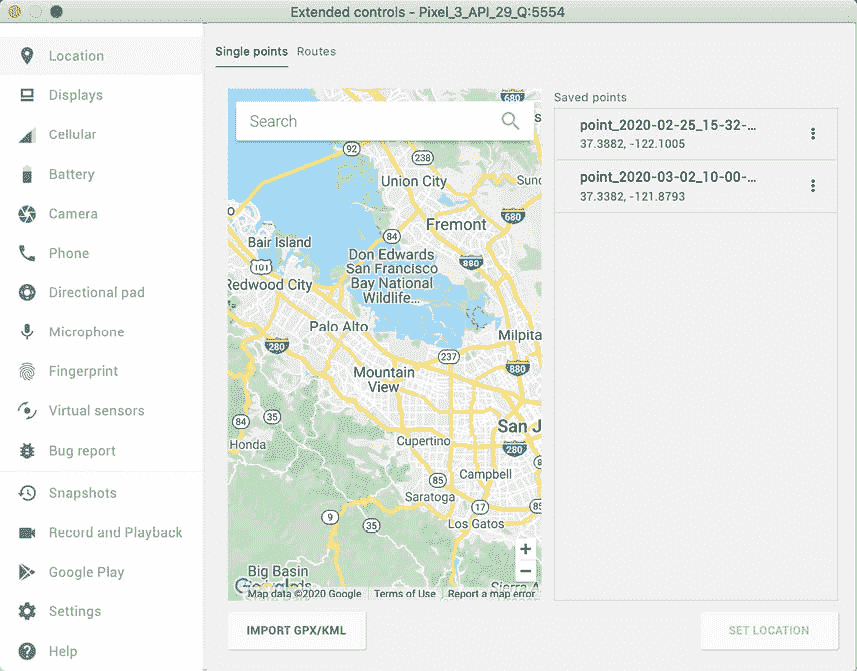 Extended controls - Pixel_3_API_29_Q:5554
Location
Displays
Cellular
Battery
Camera
Phone
Directional pad
Microphone
Fingerprint
Virtual sensors
Bug report
Snapshots
Record and Playback
Google Play
Settings
Help
Single points
Routes
Search
680
92
238
Union City
Fremont
680
84
Bair Island
Don Edwards
San Francisco
Bay National
Wildlife...
880
101
Redwood City
Palo Alto
Milpita
280
237
880
Mountain
View
84
35
Honda
Cupertino
San J
280
Campbell
85
Saratoga
17
85
9
35
Los Gatos
Big Basin
Map data ©2020 Google
Terms of Use
Report a map error
+
−
IMPORT GPX/KML
Saved points
point_2020-02-25_15-32-...
37.3882, -122.1005
point_2020-03-02_10-00-...
37.3382, -121.8793
SET LOCATION